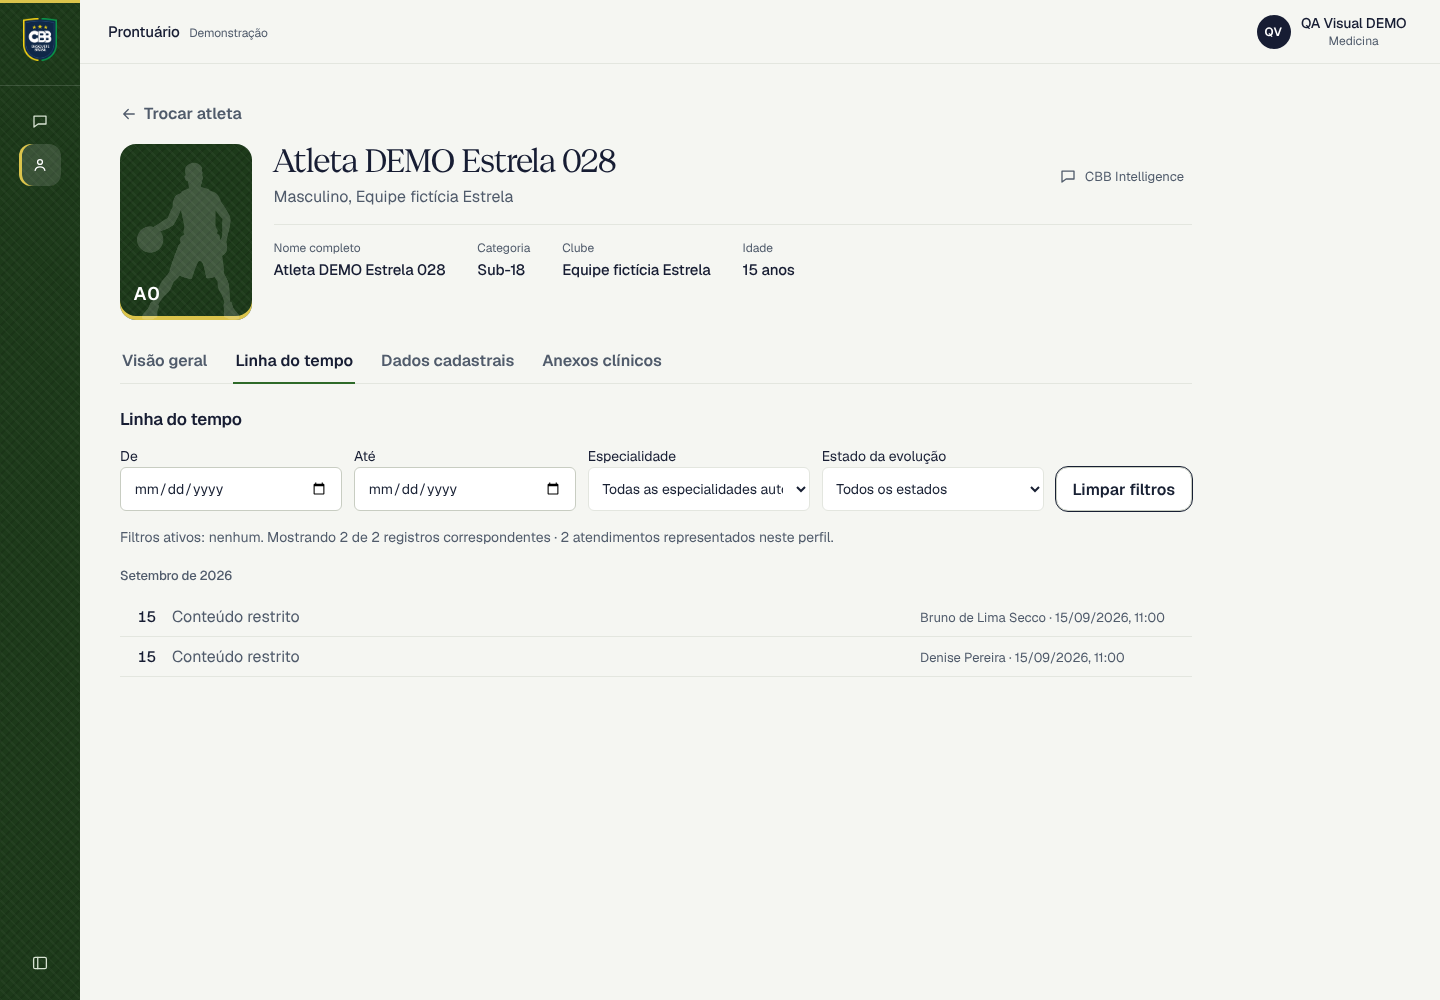 CBB
Prontuário Demonstração
QV
QA Visual DEMO
Medicina
← Trocar atleta
A0
Atleta DEMO Estrela 028
Masculino, Equipe fictícia Estrela
CBB Intelligence
Nome completo Categoria Clube Idade
Atleta DEMO Estrela 028 Sub-18 Equipe fictícia Estrela 15 anos
Visão geral Linha do tempo Dados cadastrais Anexos clínicos
Linha do tempo
De Até Especialidade Estado da evolução
mm/dd/yyyy mm/dd/yyyy Todas as especialidades aut Todos os estados Limpar filtros
Filtros ativos: nenhum. Mostrando 2 de 2 registros correspondentes · 2 atendimentos representados neste perfil.
Setembro de 2026
15 Conteúdo restrito Bruno de Lima Secco · 15/09/2026, 11:00
15 Conteúdo restrito Denise Pereira · 15/09/2026, 11:00